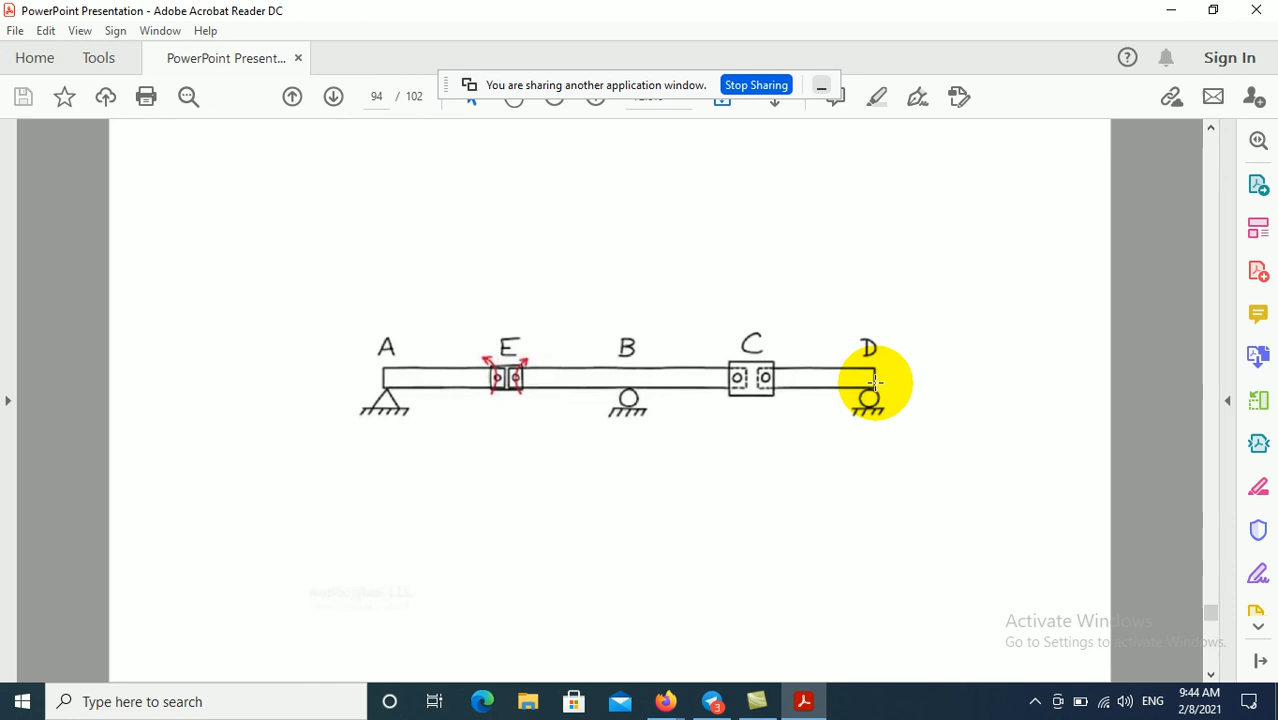 PowerPoint Presentation - Adobe Acrobat Reader DC
File Edit View Sign Window Help
Home Tools PowerPoint Present... × Sign In
You are sharing another application window. Stop Sharing
94 / 102
A E B C D
Activate Windows
Go to Settings to activate Windows.
Type here to search
3
ENG
9:44 AM
2/8/2021